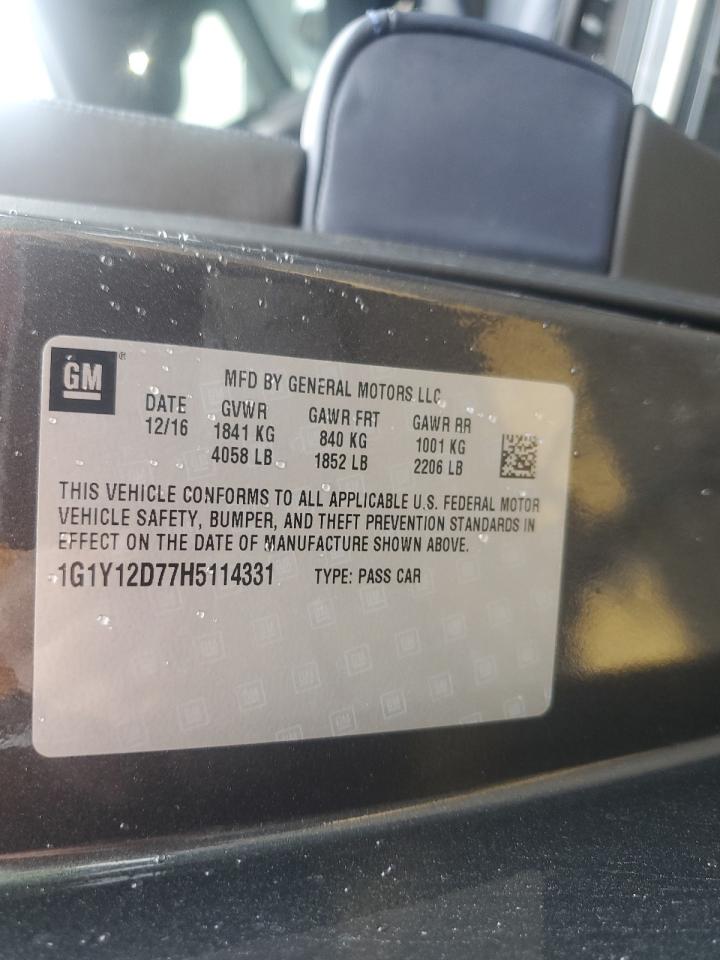 GM ®
MFD BY GENERAL MOTORS LLC
DATE GVWR GAWR FRT GAWR RR
12/16 1841 KG 840 KG 1001 KG
4058 LB 1852 LB 2206 LB
THIS VEHICLE CONFORMS TO ALL APPLICABLE U.S. FEDERAL MOTOR
VEHICLE SAFETY, BUMPER, AND THEFT PREVENTION STANDARDS IN
EFFECT ON THE DATE OF MANUFACTURE SHOWN ABOVE.
1G1Y12D77H5114331 TYPE: PASS CAR